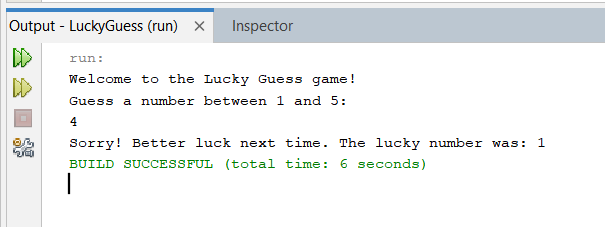 Output - LuckyGuess (run) × Inspector
run:
Welcome to the Lucky Guess game!
Guess a number between 1 and 5:
4
Sorry! Better luck next time. The lucky number was: 1
BUILD SUCCESSFUL (total time: 6 seconds)